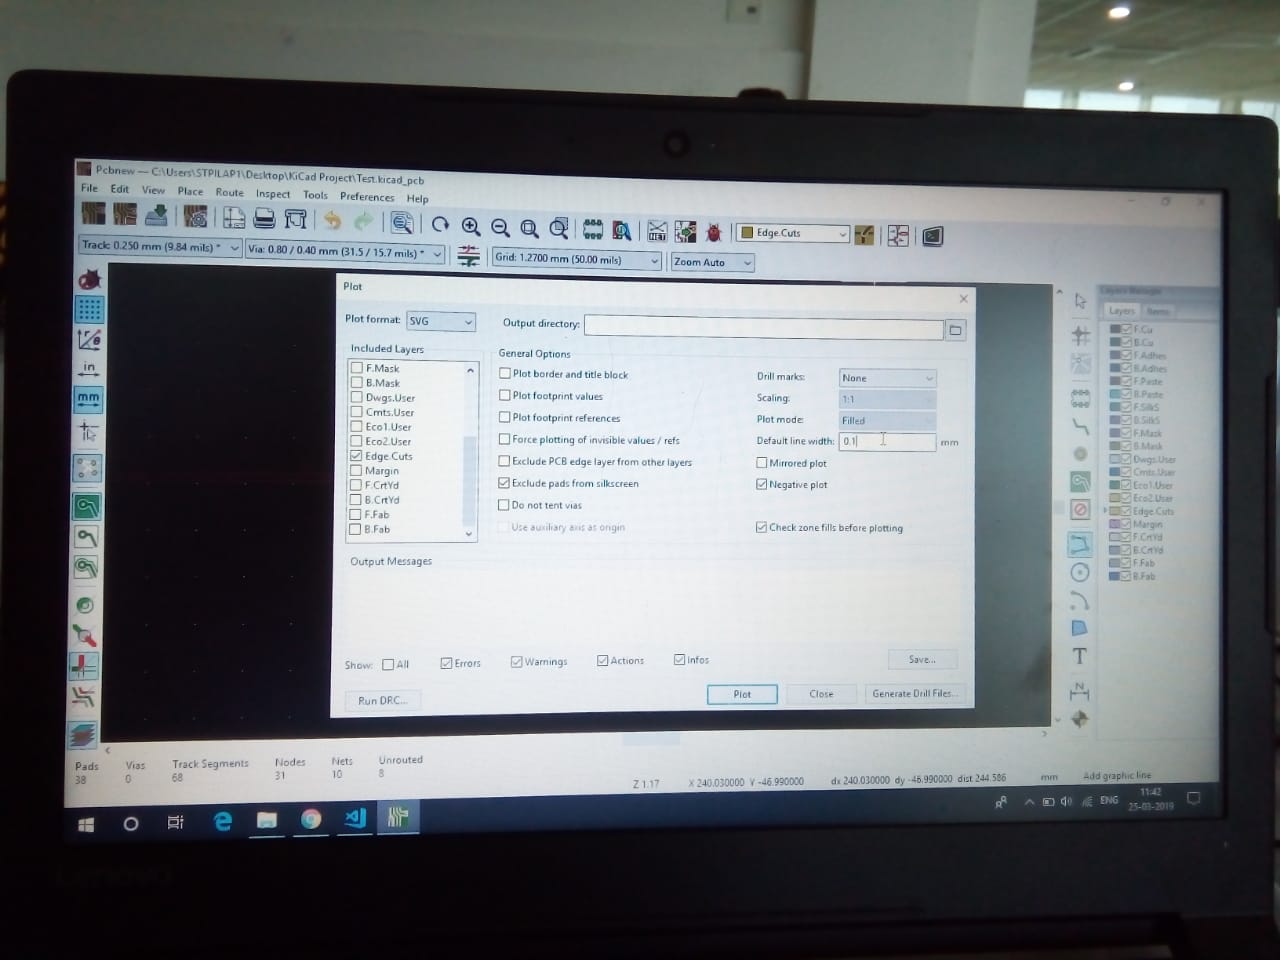 Pcbnew — C:\Users\STPILAP1\Desktop\KiCad Project\Test.kicad_pcb
File Edit View Place Route Inspect Tools Preferences Help
NET
Edge.Cuts
Track: 0.250 mm (9.84 mils) *
Via: 0.80 / 0.40 mm (31.5 / 15.7 mils) *
Grid: 1.2700 mm (50.00 mils)
Zoom Auto
in
mm
Plot
Plot format: SVG
Output directory:
Included Layers
F.Mask
B.Mask
Dwgs.User
Cmts.User
Eco1.User
Eco2.User
Edge.Cuts
Margin
F.CrtYd
B.CrtYd
F.Fab
B.Fab
General Options
Plot border and title block
Plot footprint values
Plot footprint references
Force plotting of invisible values / refs
Exclude PCB edge layer from other layers
Exclude pads from silkscreen
Do not tent vias
Use auxiliary axis as origin
Drill marks: None
Scaling: 1:1
Plot mode: Filled
Default line width: 0.1 mm
Mirrored plot
Negative plot
Check zone fills before plotting
Output Messages
Show: All Errors Warnings Actions Infos Save...
Run DRC... Plot Close Generate Drill Files...
Layers Manager
Layers Items
F.Cu
B.Cu
F.Adhes
B.Adhes
F.Paste
B.Paste
F.SilkS
B.SilkS
F.Mask
B.Mask
Dwgs.User
Cmts.User
Eco1.User
Eco2.User
Edge.Cuts
Margin
F.CrtYd
B.CrtYd
F.Fab
B.Fab
T
N
Pads Vias Track Segments Nodes Nets Unrouted
38 0 68 31 10 8
Z 1.17 X 240.030000 Y -46.990000 dx 240.030000 dy -46.990000 dist 244.586 mm Add graphic line
ENG
11:42
25-03-2019
Lenovo